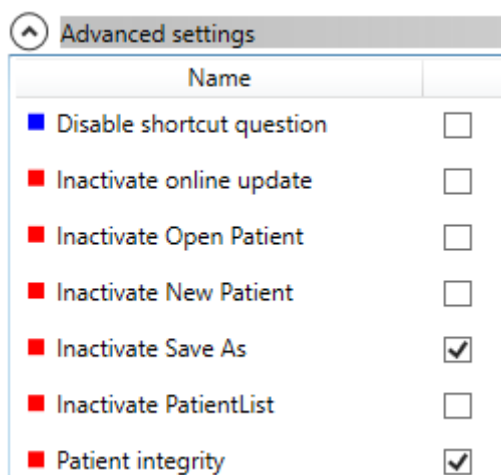 Advanced settings
Name
Disable shortcut question
Inactivate online update
Inactivate Open Patient
Inactivate New Patient
Inactivate Save As
Inactivate PatientList
Patient integrity